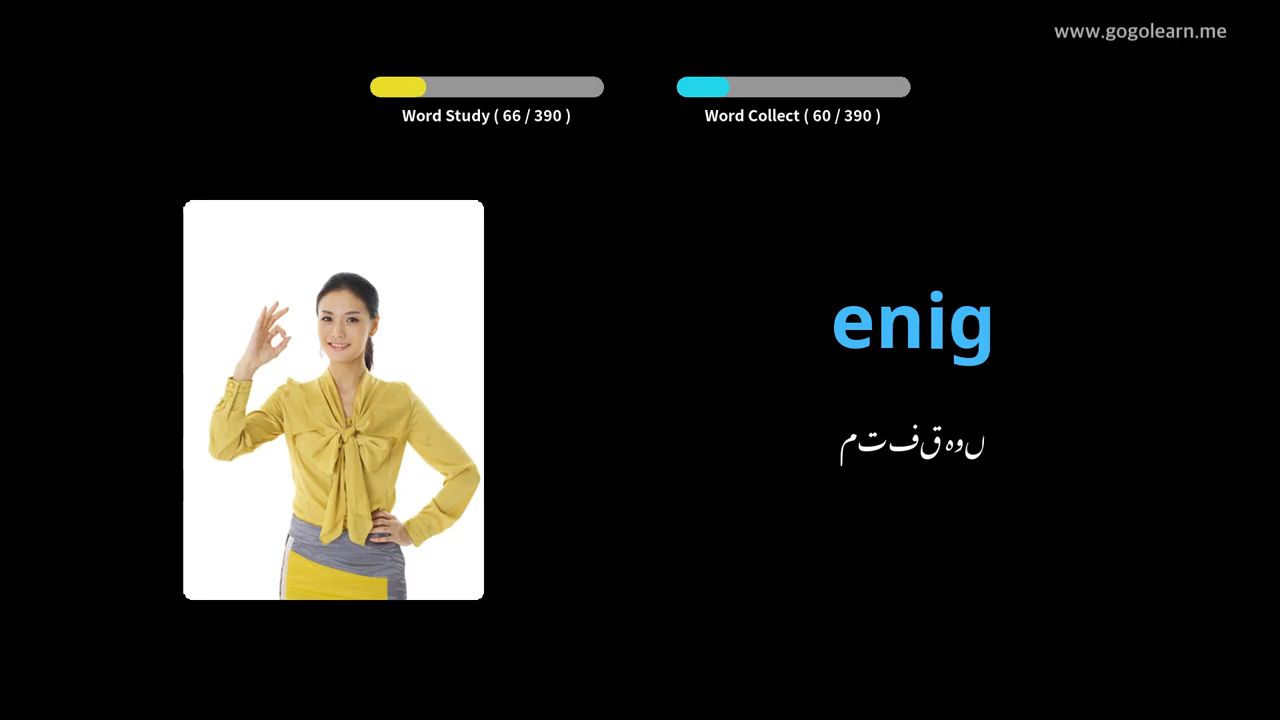 www.gogolearn.me
Word Study ( 66 / 390 )
Word Collect ( 60 / 390 )
enig
متفق ہوں